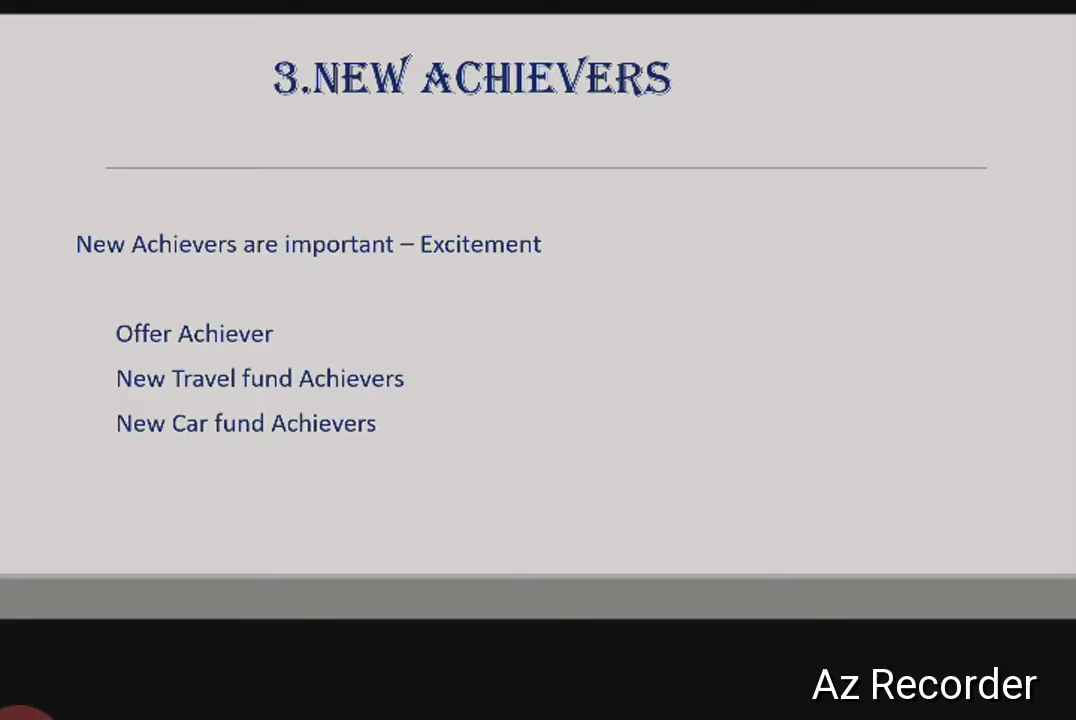 3.NEW ACHIEVERS
New Achievers are important – Excitement
Offer Achiever
New Travel fund Achievers
New Car fund Achievers
Az Recorder